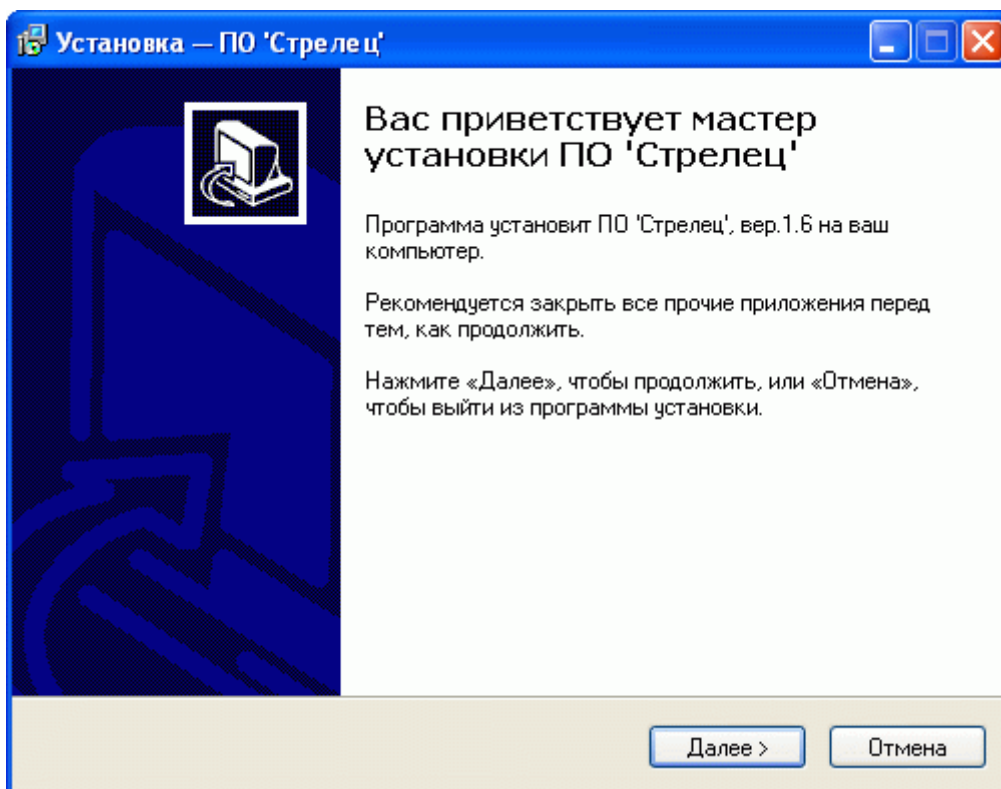 Установка — ПО 'Стрелец'
Вас приветствует мастер
установки ПО 'Стрелец'
Программа установит ПО 'Стрелец', вер.1.6 на ваш
компьютер.
Рекомендуется закрыть все прочие приложения перед
тем, как продолжить.
Нажмите «Далее», чтобы продолжить, или «Отмена»,
чтобы выйти из программы установки.
Далее >
Отмена